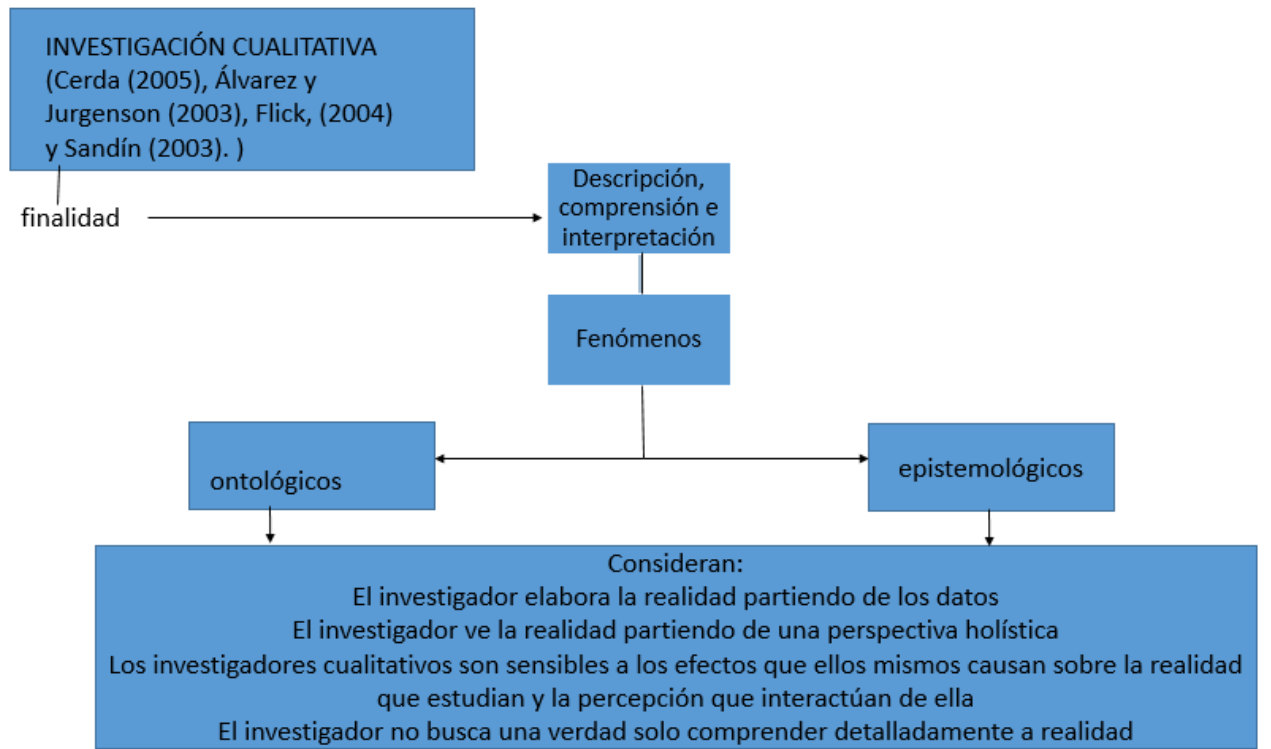 INVESTIGACIÓN CUALITATIVA
(Cerda (2005), Álvarez y
Jurgenson (2003), Flick, (2004)
y Sandín (2003). )
finalidad
Descripción,
comprensión e
interpretación
Fenómenos
ontológicos
epistemológicos
Consideran:
El investigador elabora la realidad partiendo de los datos
El investigador ve la realidad partiendo de una perspectiva holística
Los investigadores cualitativos son sensibles a los efectos que ellos mismos causan sobre la realidad
que estudian y la percepción que interactúan de ella
El investigador no busca una verdad solo comprender detalladamente a realidad